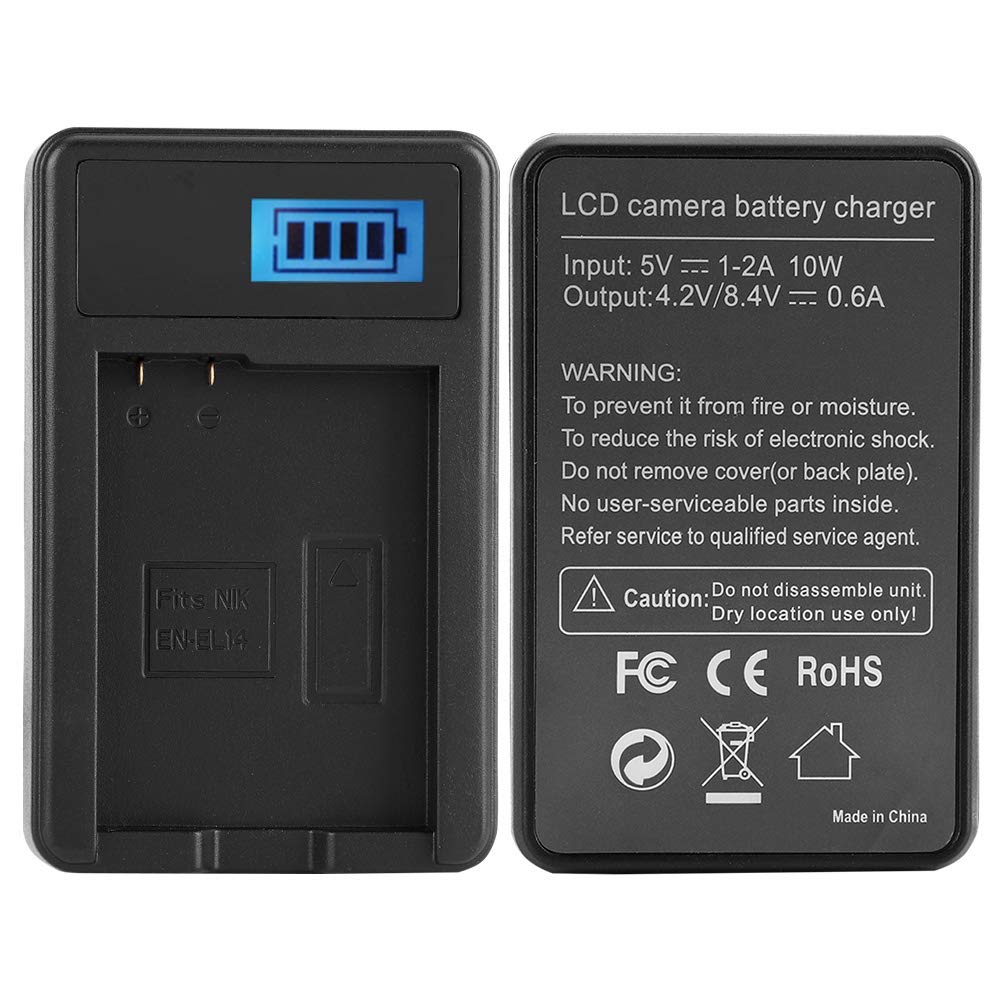 Fits NIK
EN-EL14
LCD camera battery charger
Input: 5V ⎓ 1-2A 10W
Output:4.2V/8.4V ⎓ 0.6A
WARNING:
To prevent it from fire or moisture.
To reduce the risk of electronic shock.
Do not remove cover(or back plate).
No user-serviceable parts inside.
Refer service to qualified service agent.
Caution: Do not disassemble unit.
Dry location use only!
FC CE RoHS
Made in China